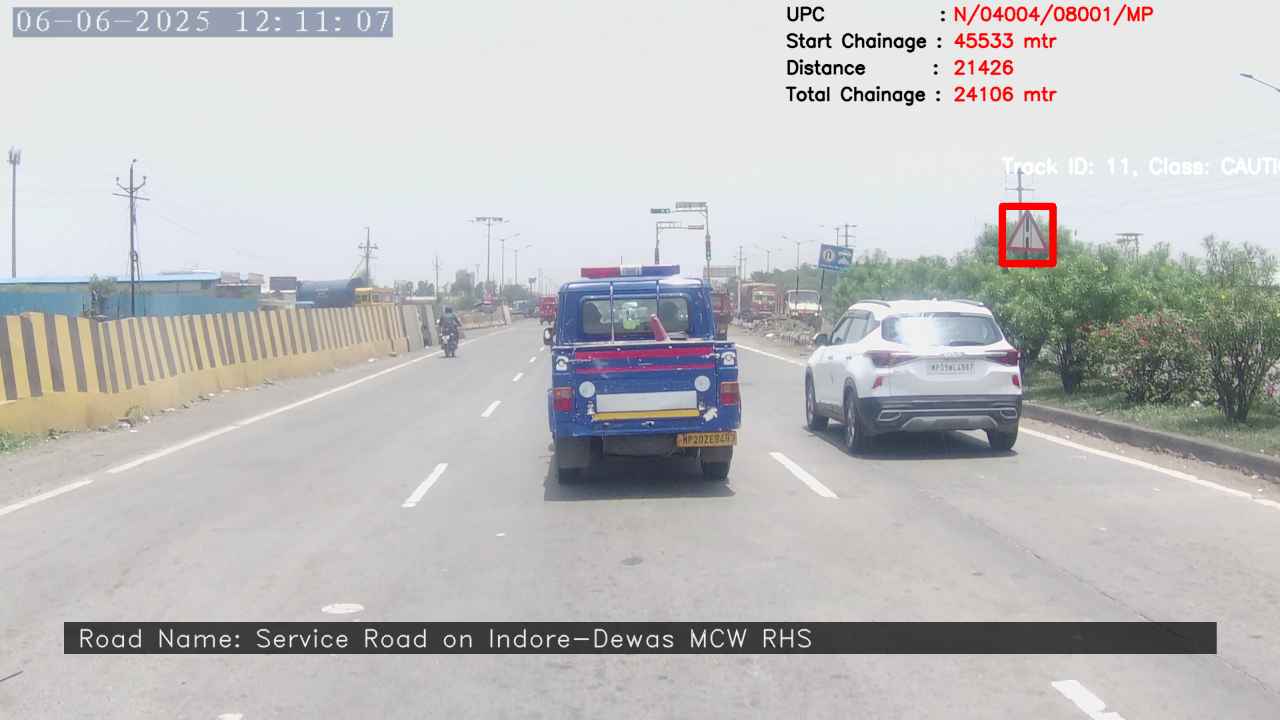 06-06-2025 12:11:07
UPC : N/04004/08001/MP
Start Chainage : 45533 mtr
Distance : 21426
Total Chainage : 24106 mtr
Track ID: 11, Class: CAUTI
MP20ZE8487
Road Name: Service Road on Indore-Dewas MCW RHS